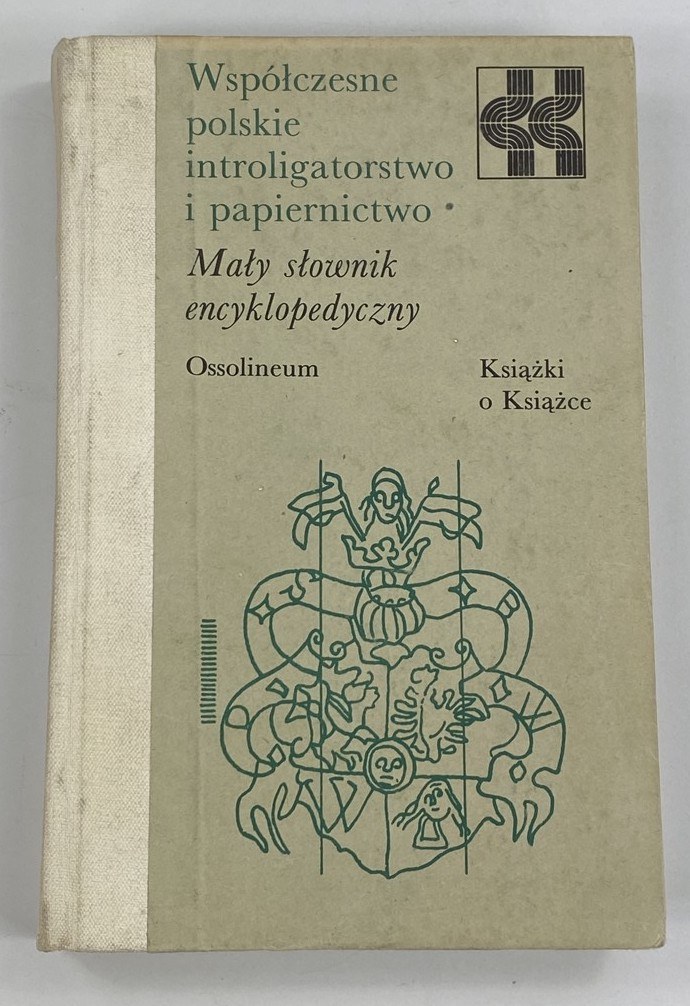 Współczesne
polskie
introligatorstwo
i papiernictwo
Mały słownik
encyklopedyczny
Ossolineum
Książki
o Książce
W